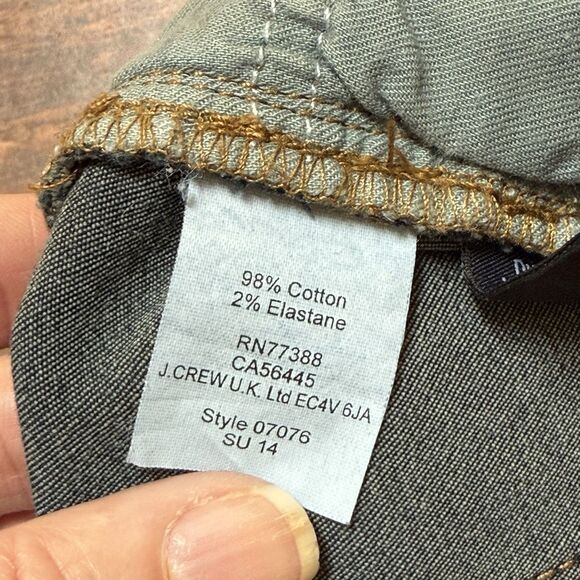 98% Cotton
2% Elastane
RN77388
CA56445
J.CREW U.K. Ltd EC4V 6JA
Style 07076
SU 14